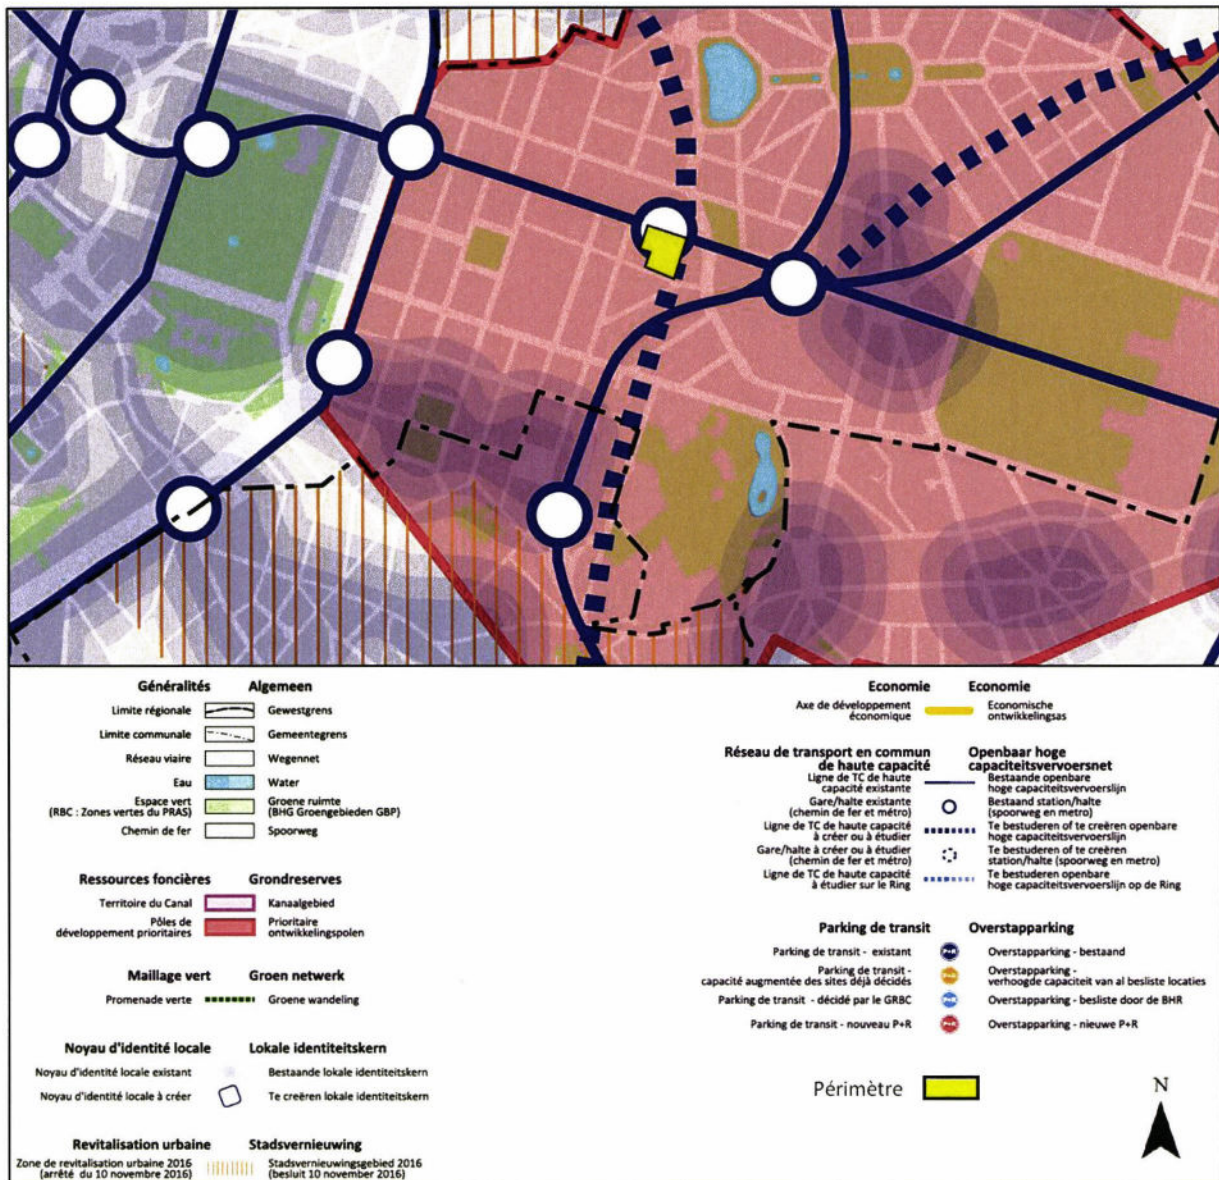 Généralités Algemeen
Limite régionale Gewestgrens
Limite communale Gemeentegrens
Réseau viaire Wegennet
Eau Water
Espace vert
(RBC : Zones vertes du PRAS)
Groene ruimte
(BHG Groengebieden GBP)
Chemin de fer Spoorweg
Ressources foncières Grondreserves
Territoire du Canal Kanaalgebied
Pôles de
développement prioritaires
Prioritaire
ontwikkelingspolen
Maillage vert Groen netwerk
Promenade verte Groene wandeling
Noyau d'identité locale Lokale identiteitskern
Noyau d'identité locale existant Bestaande lokale identiteitskern
Noyau d'identité locale à créer Te creëren lokale identiteitskern
Revitalisation urbaine Stadsvernieuwing
Zone de revitalisation urbaine 2016
(arrêté du 10 novembre 2016)
Stadsvernieuwingsgebied 2016
(besluit 10 november 2016)
Economie Economie
Axe de développement
économique
Economische
ontwikkelingsas
Réseau de transport en commun
de haute capacité
Openbaar hoge
capaciteitsvervoersnet
Ligne de TC de haute
capacité existante
Bestaande openbare
hoge capaciteitsvervoerslijn
Gare/halte existante
(chemin de fer et métro)
Bestaand station/halte
(spoorweg en metro)
Ligne de TC de haute capacité
à créer ou à étudier
Te bestuderen of te creëren openbare
hoge capaciteitsvervoerslijn
Gare/halte à créer ou à étudier
(chemin de fer et métro)
Te bestuderen of te creëren
station/halte (spoorweg en metro)
Ligne de TC de haute capacité
à étudier sur le Ring
Te bestuderen openbare
hoge capaciteitsvervoerslijn op de Ring
Parking de transit Overstapparking
Parking de transit - existant P+R Overstapparking - bestaand
Parking de transit -
capacité augmentée des sites déjà décidés
P+R
Overstapparking -
verhoogde capaciteit van al besliste locaties
Parking de transit - décidé par le GRBC P+R Overstapparking - besliste door de BHR
Parking de transit - nouveau P+R P+R Overstapparking - nieuwe P+R
Périmètre
N